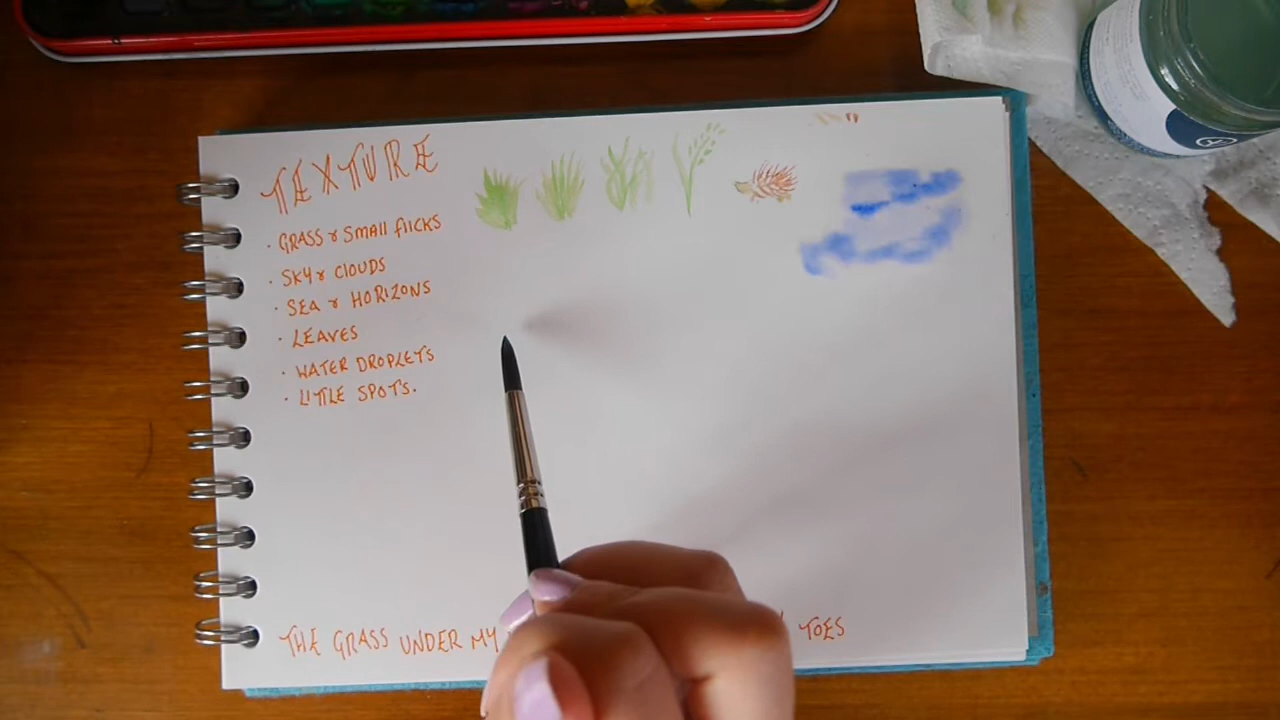 TEXTURE
· GRASS & SMALL FLICKS
· SKY & CLOUDS
· SEA & HORIZONS
· LEAVES
· WATER DROPLETS
· LITTLE SPOTS.
THE GRASS UNDER MY TOES